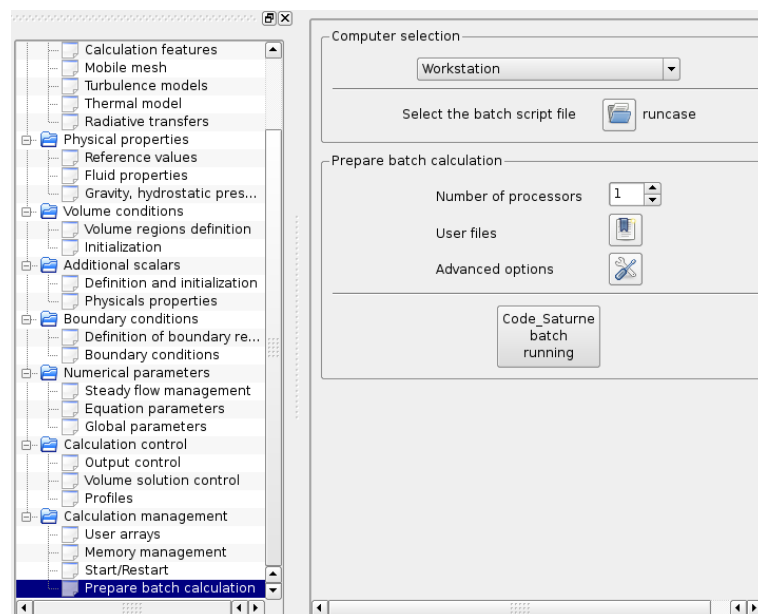 Calculation features
Mobile mesh
Turbulence models
Thermal model
Radiative transfers
Physical properties
Reference values
Fluid properties
Gravity, hydrostatic pres...
Volume conditions
Volume regions definition
Initialization
Additional scalars
Definition and initialization
Physicals properties
Boundary conditions
Definition of boundary re...
Boundary conditions
Numerical parameters
Steady flow management
Equation parameters
Global parameters
Calculation control
Output control
Volume solution control
Profiles
Calculation management
User arrays
Memory management
Start/Restart
Prepare batch calculation
Computer selection
Workstation
Select the batch script file runcase
Prepare batch calculation
Number of processors 1
User files
Advanced options
Code_Saturne
batch
running